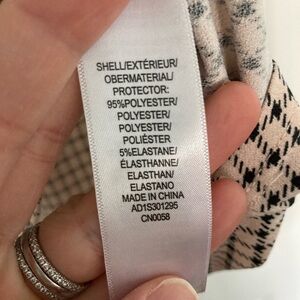 SHELL/EXTÉRIEUR/
OBERMATERIAL/
PROTECTOR:
95%POLYESTER/
POLYESTER/
POLYESTER/
POLIÉSTER
5%ELASTANE/
ÉLASTHANNE/
ELASTHAN/
ELASTANO
MADE IN CHINA
AD1S301295
CN0058